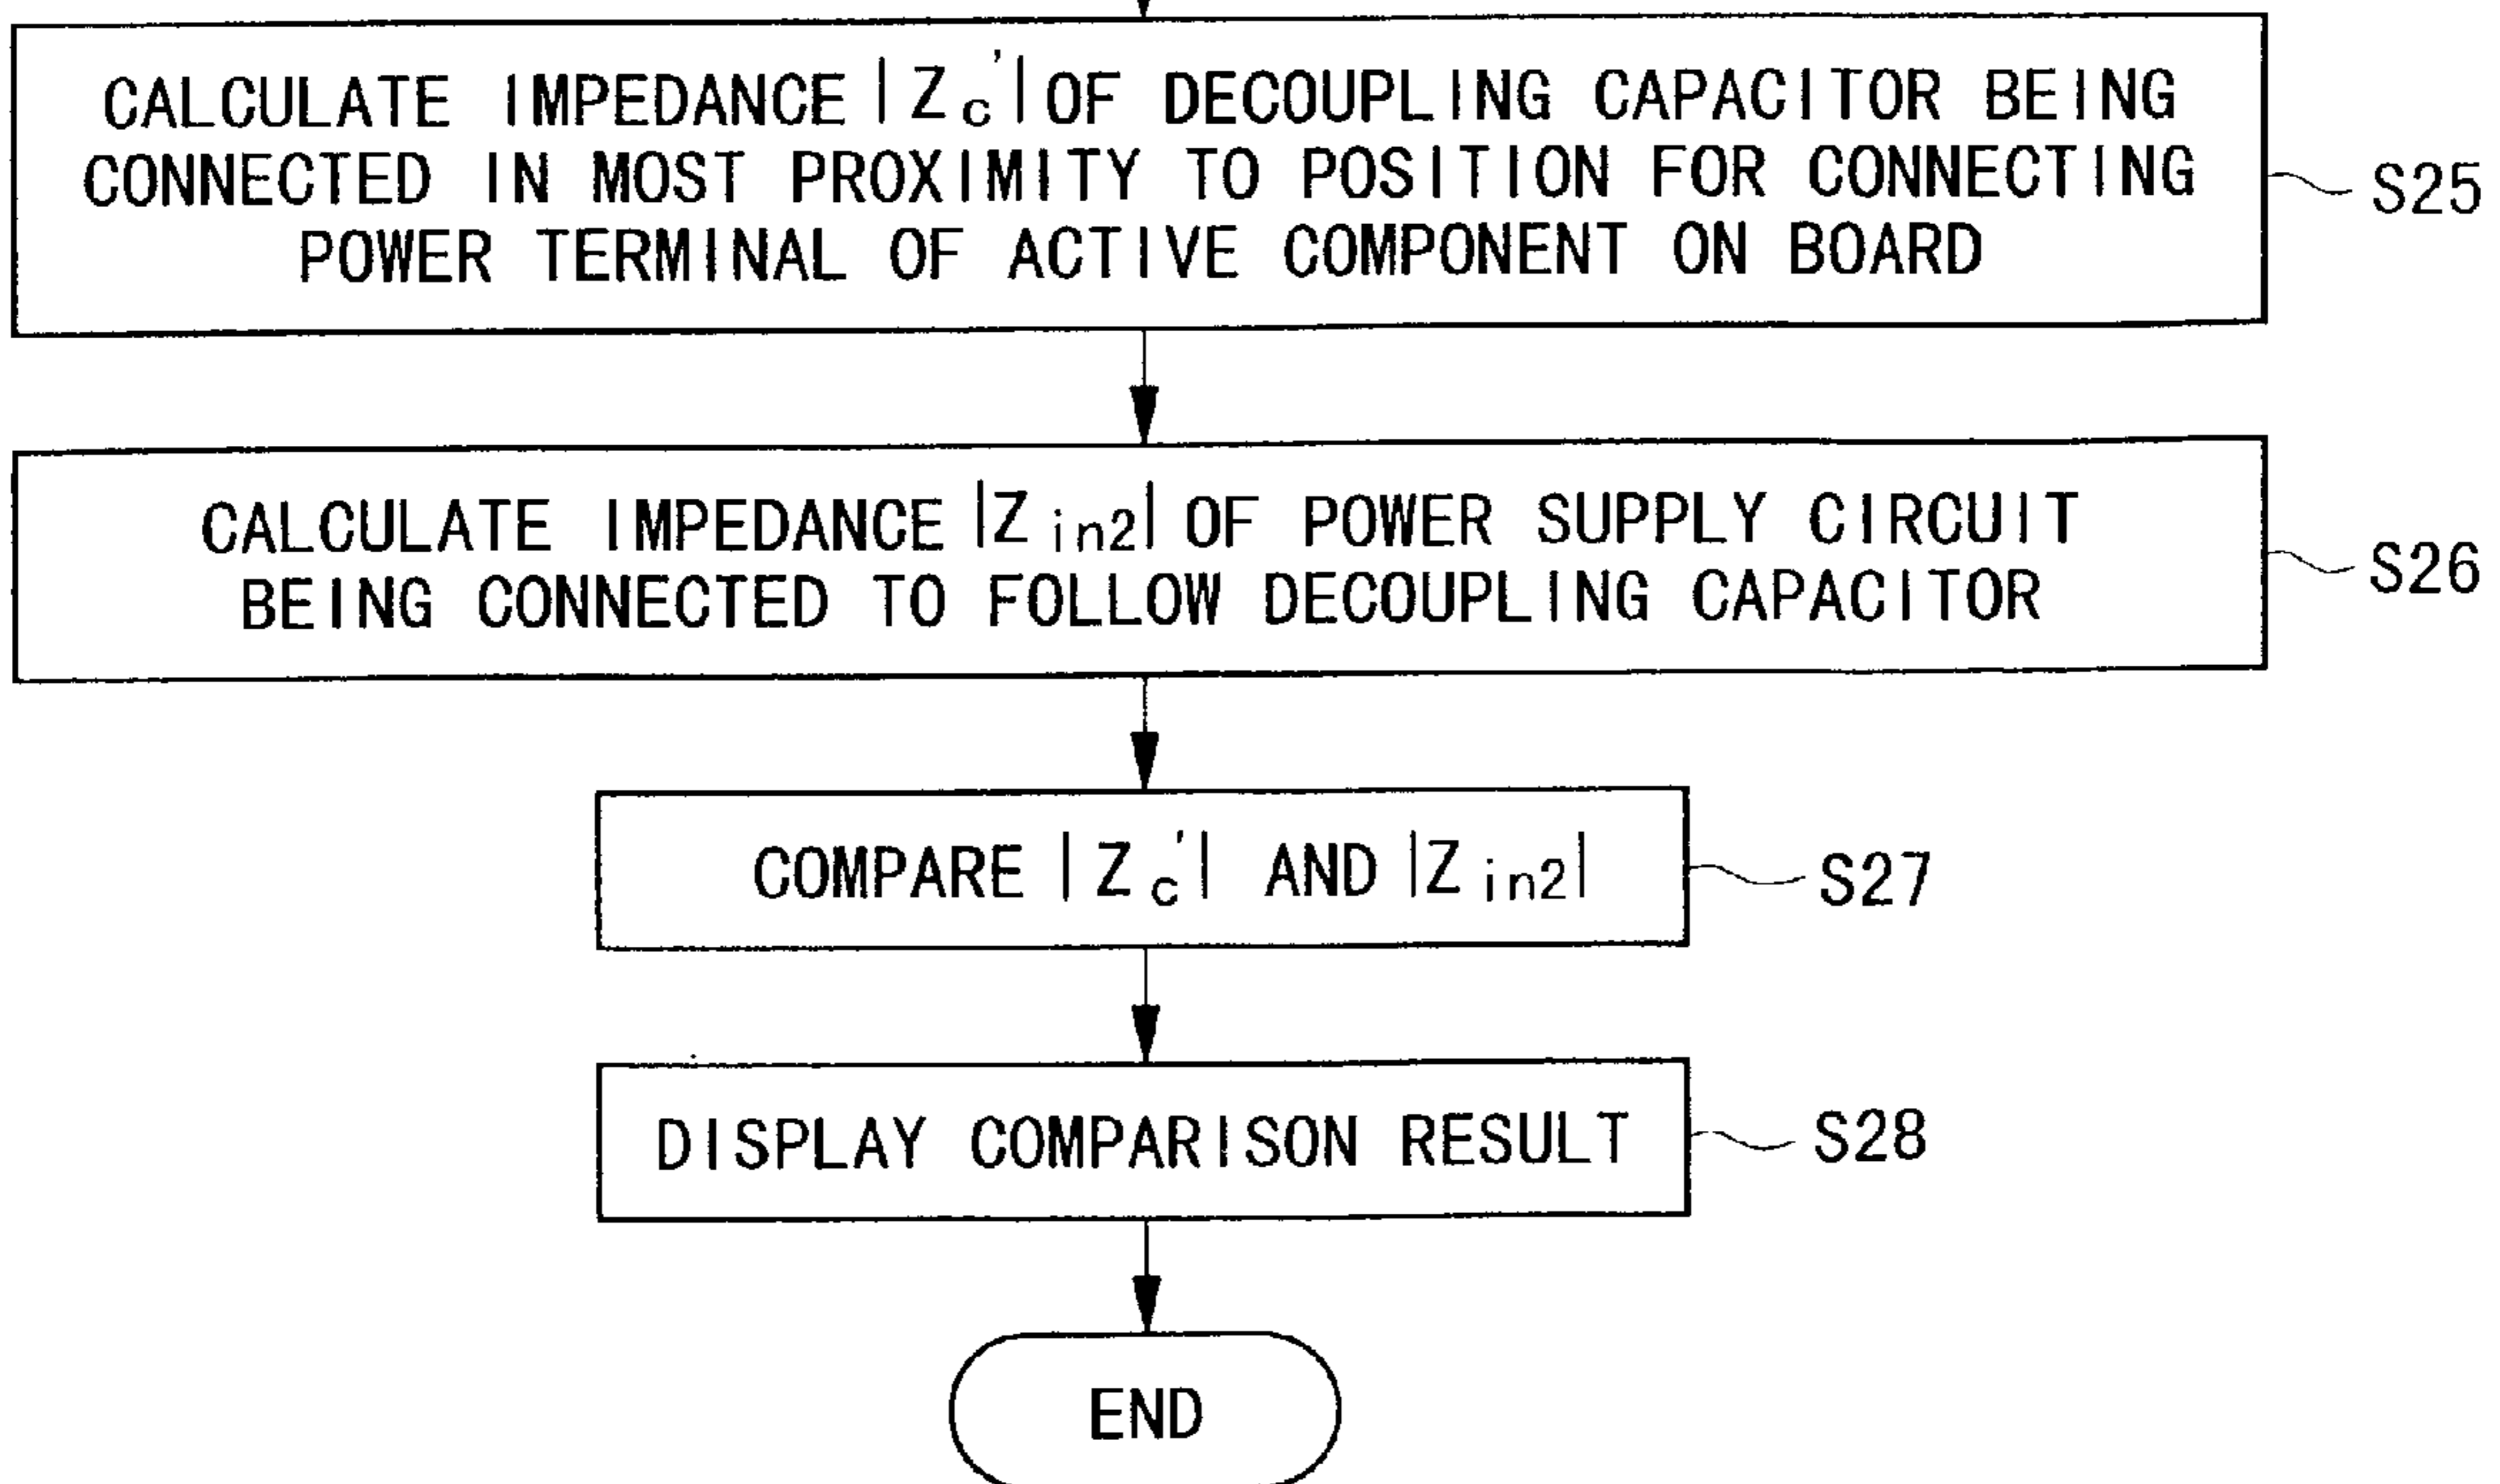 CALCULATE IMPEDANCE |Zc'| OF DECOUPLING CAPACITOR BEING
CONNECTED IN MOST PROXIMITY TO POSITION FOR CONNECTING
POWER TERMINAL OF ACTIVE COMPONENT ON BOARD
S25
CALCULATE IMPEDANCE |Zin2| OF POWER SUPPLY CIRCUIT
BEING CONNECTED TO FOLLOW DECOUPLING CAPACITOR
S26
COMPARE |Zc'| AND |Zin2|
S27
DISPLAY COMPARISON RESULT
S28
END